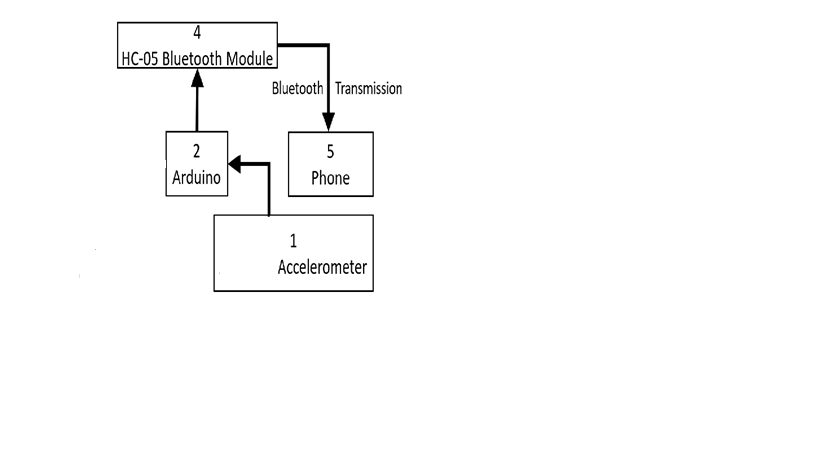 4
HC-05 Bluetooth Module
Bluetooth Transmission
2
Arduino
5
Phone
1
Accelerometer